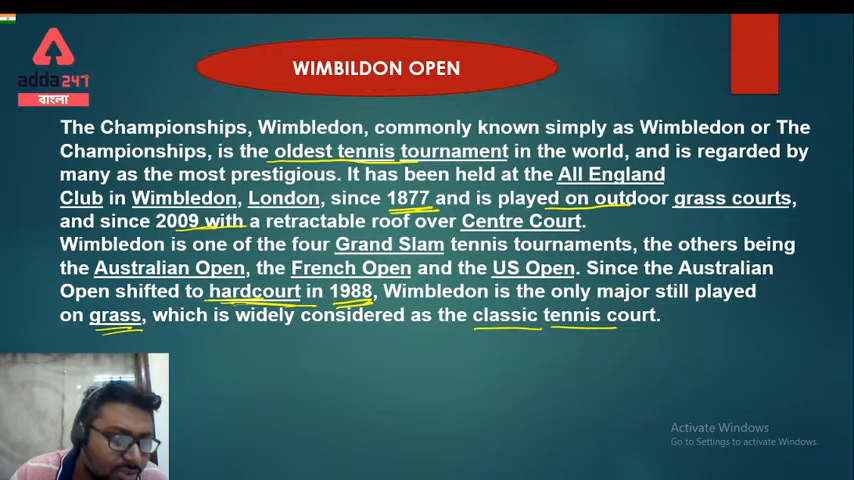 adda247
বাংলা
WIMBILDON OPEN
The Championships, Wimbledon, commonly known simply as Wimbledon or The
Championships, is the oldest tennis tournament in the world, and is regarded by
many as the most prestigious. It has been held at the All England
Club in Wimbledon, London, since 1877 and is played on outdoor grass courts,
and since 2009 with a retractable roof over Centre Court.
Wimbledon is one of the four Grand Slam tennis tournaments, the others being
the Australian Open, the French Open and the US Open. Since the Australian
Open shifted to hardcourt in 1988, Wimbledon is the only major still played
on grass, which is widely considered as the classic tennis court.
Activate Windows
Go to Settings to activate Windows.